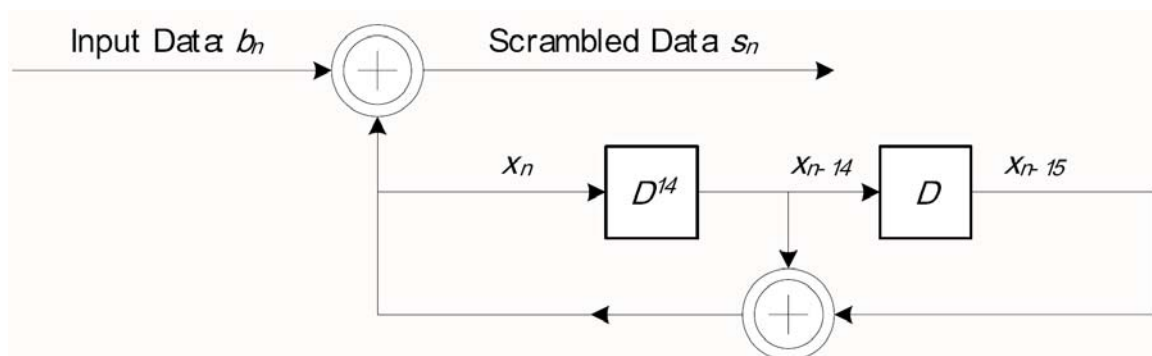 Input Data: bn
Scrambled Data sn
xn
D14
xn-14
D
xn-15